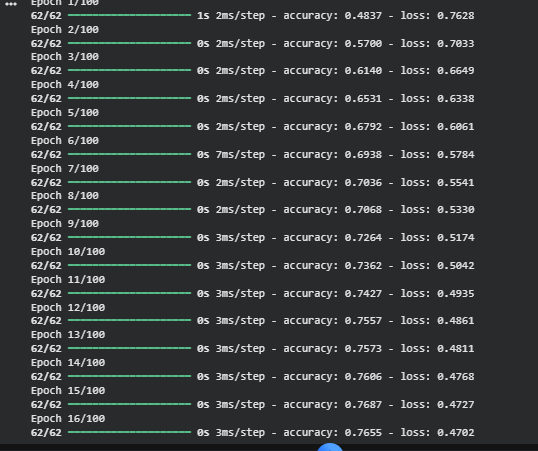 Epoch 1/100
62/62 ━━━━━━━━━━━━━━━━━━━━ 1s 2ms/step - accuracy: 0.4837 - loss: 0.7628
Epoch 2/100
62/62 ━━━━━━━━━━━━━━━━━━━━ 0s 2ms/step - accuracy: 0.5700 - loss: 0.7033
Epoch 3/100
62/62 ━━━━━━━━━━━━━━━━━━━━ 0s 2ms/step - accuracy: 0.6140 - loss: 0.6649
Epoch 4/100
62/62 ━━━━━━━━━━━━━━━━━━━━ 0s 2ms/step - accuracy: 0.6531 - loss: 0.6338
Epoch 5/100
62/62 ━━━━━━━━━━━━━━━━━━━━ 0s 2ms/step - accuracy: 0.6792 - loss: 0.6061
Epoch 6/100
62/62 ━━━━━━━━━━━━━━━━━━━━ 0s 7ms/step - accuracy: 0.6938 - loss: 0.5784
Epoch 7/100
62/62 ━━━━━━━━━━━━━━━━━━━━ 0s 2ms/step - accuracy: 0.7036 - loss: 0.5541
Epoch 8/100
62/62 ━━━━━━━━━━━━━━━━━━━━ 0s 2ms/step - accuracy: 0.7068 - loss: 0.5330
Epoch 9/100
62/62 ━━━━━━━━━━━━━━━━━━━━ 0s 3ms/step - accuracy: 0.7264 - loss: 0.5174
Epoch 10/100
62/62 ━━━━━━━━━━━━━━━━━━━━ 0s 3ms/step - accuracy: 0.7362 - loss: 0.5042
Epoch 11/100
62/62 ━━━━━━━━━━━━━━━━━━━━ 0s 3ms/step - accuracy: 0.7427 - loss: 0.4935
Epoch 12/100
62/62 ━━━━━━━━━━━━━━━━━━━━ 0s 3ms/step - accuracy: 0.7557 - loss: 0.4861
Epoch 13/100
62/62 ━━━━━━━━━━━━━━━━━━━━ 0s 3ms/step - accuracy: 0.7573 - loss: 0.4811
Epoch 14/100
62/62 ━━━━━━━━━━━━━━━━━━━━ 0s 3ms/step - accuracy: 0.7606 - loss: 0.4768
Epoch 15/100
62/62 ━━━━━━━━━━━━━━━━━━━━ 0s 3ms/step - accuracy: 0.7687 - loss: 0.4727
Epoch 16/100
62/62 ━━━━━━━━━━━━━━━━━━━━ 0s 3ms/step - accuracy: 0.7655 - loss: 0.4702